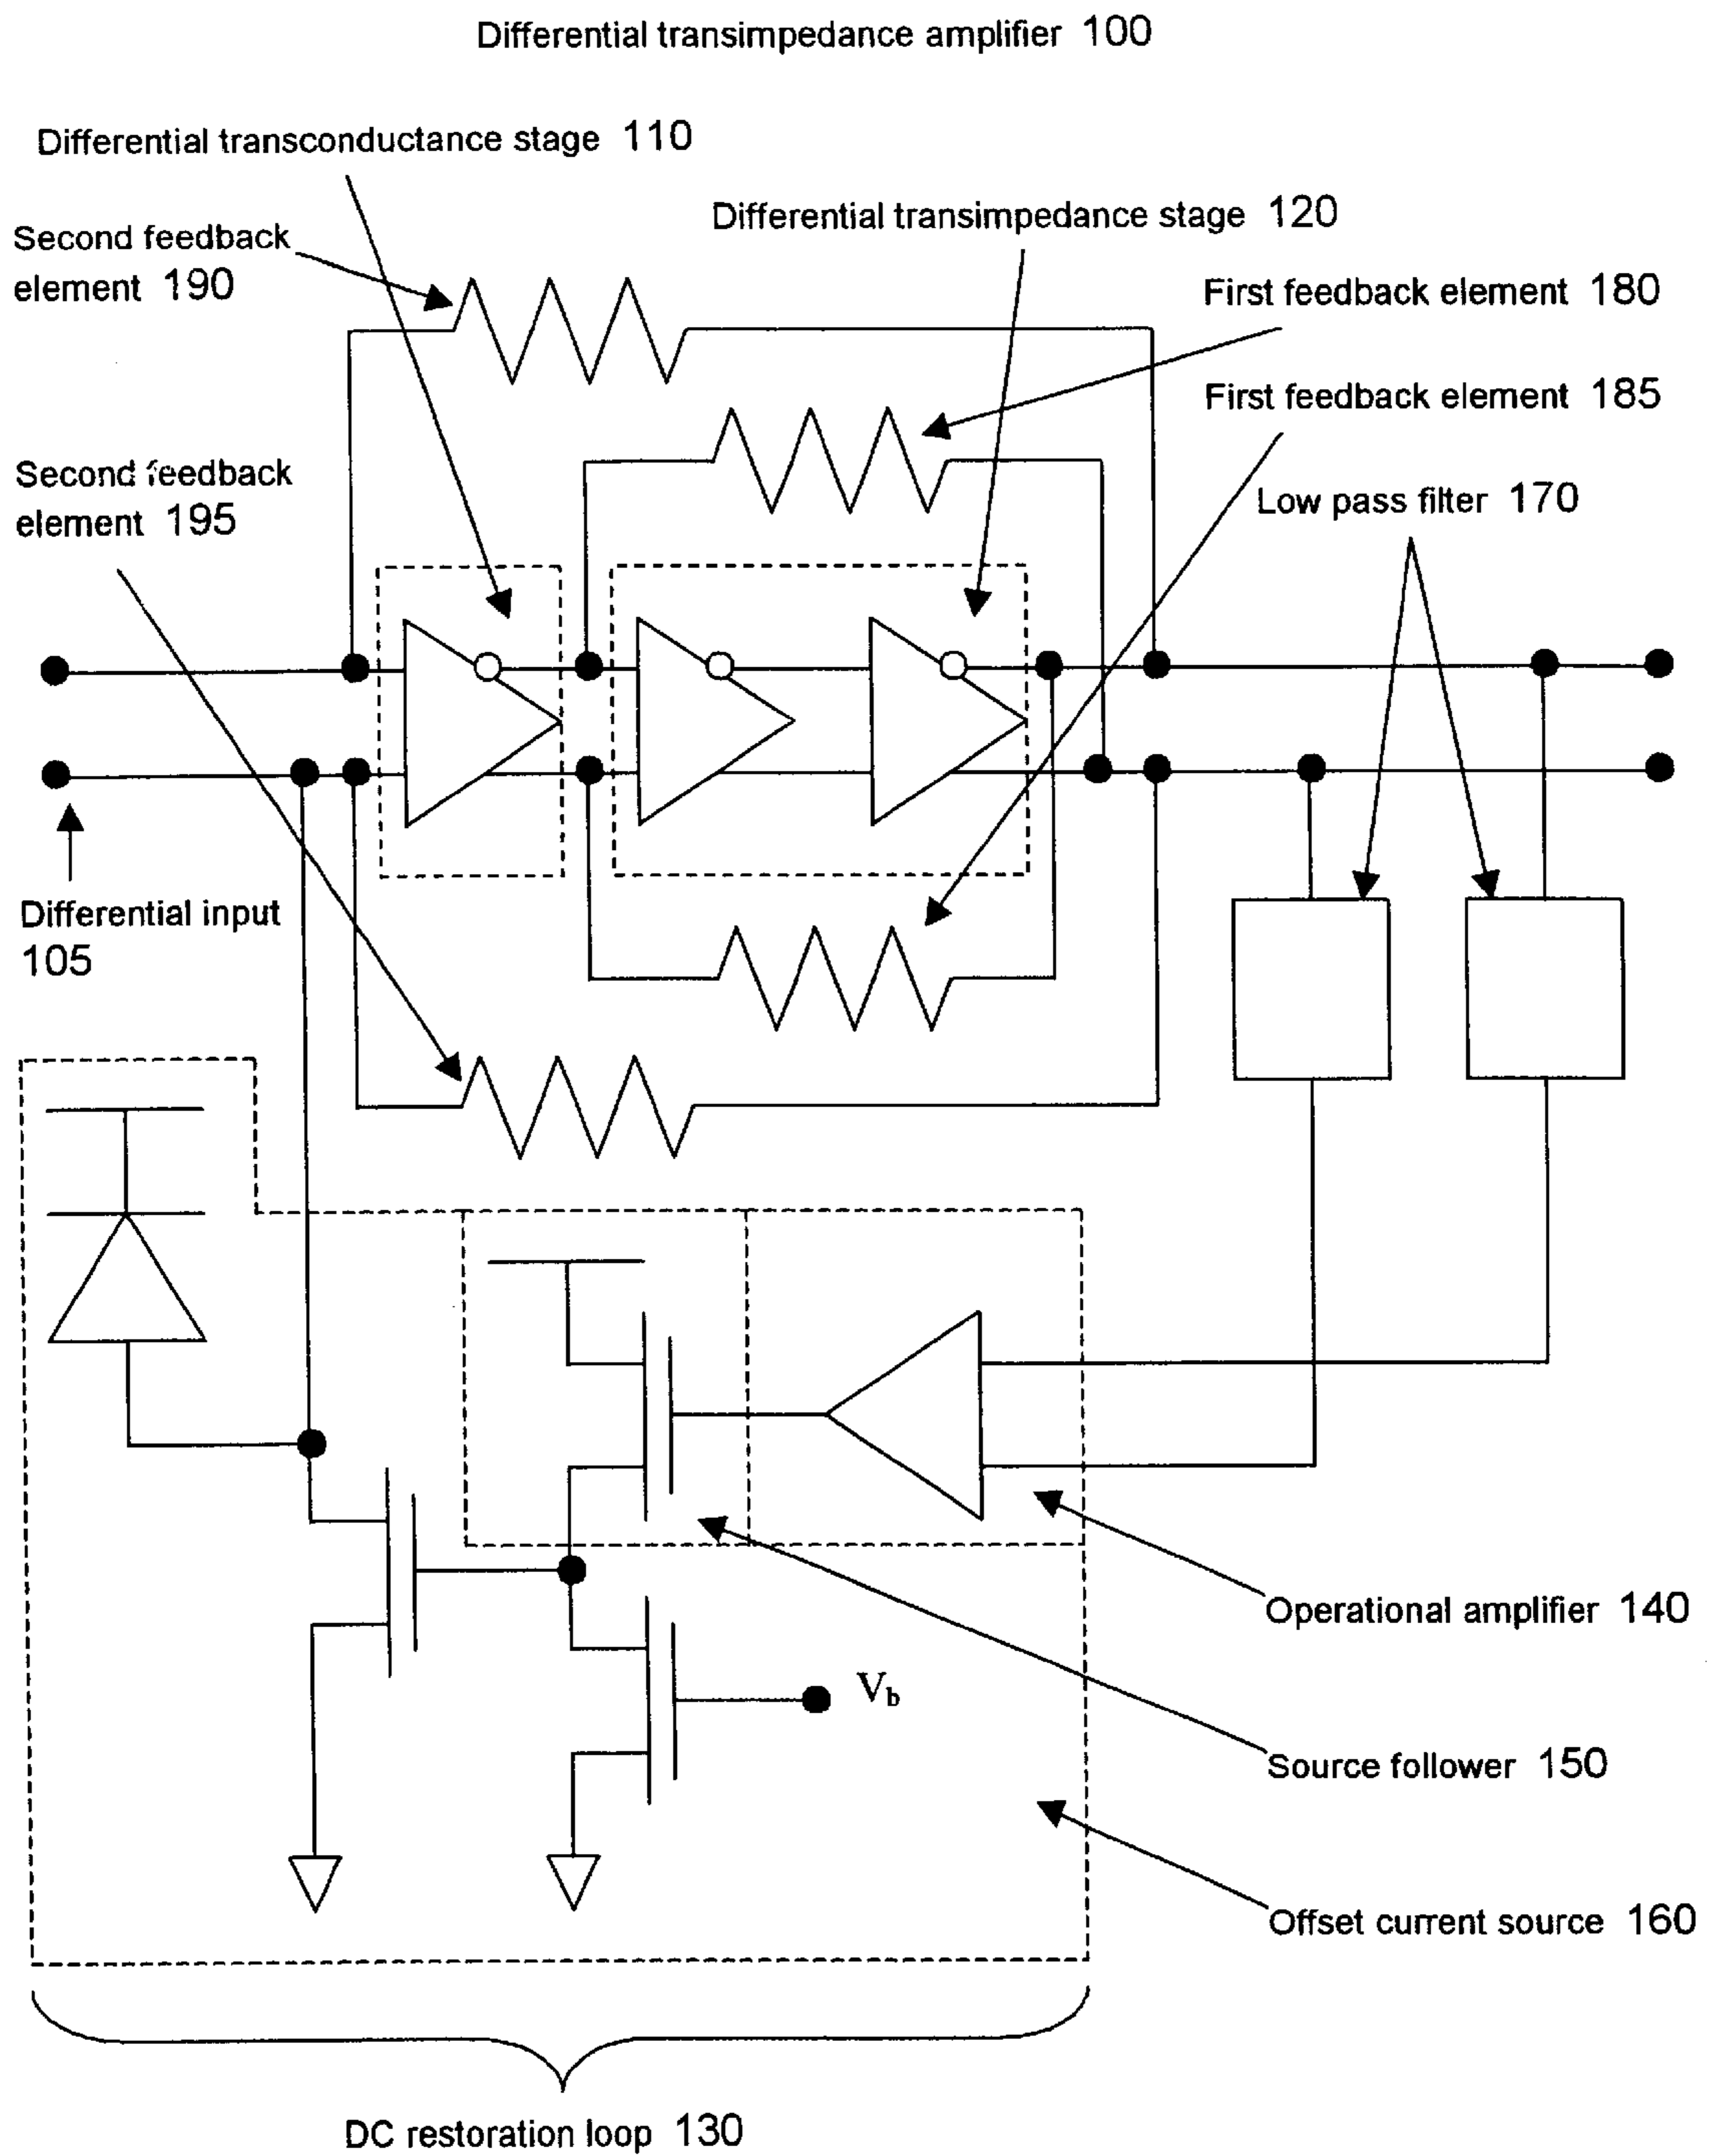 Differential transimpedance amplifier 100
Differential transconductance stage 110
Differential transimpedance stage 120
Second feedback
element 190
First feedback element 180
First feedback element 185
Second feedback
element 195
Low pass filter 170
Differential input
105
Operational amplifier 140
Vb
Source follower 150
Offset current source 160
DC restoration loop 130